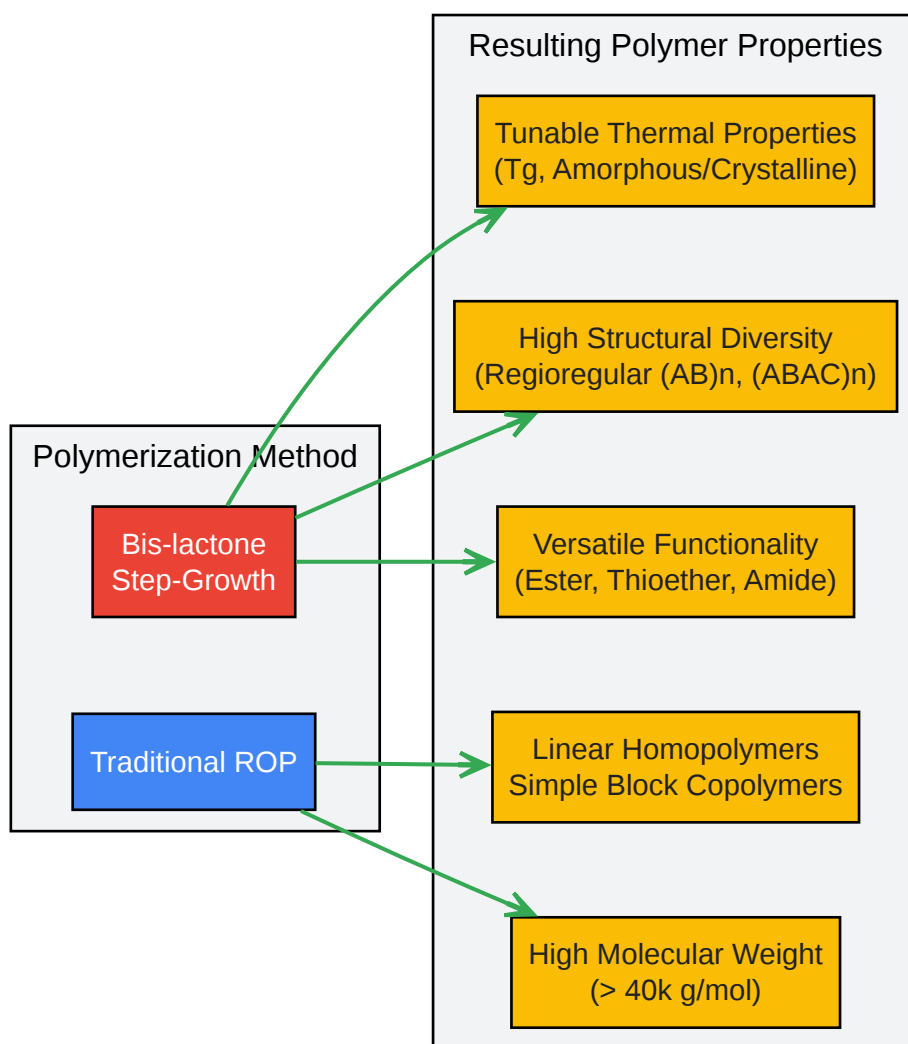 Resulting Polymer Properties
Tunable Thermal Properties
(Tg, Amorphous/Crystalline)
High Structural Diversity
(Regioregular (AB)n, (ABAC)n)
Polymerization Method
Bis-lactone
Step-Growth
Versatile Functionality
(Ester, Thioether, Amide)
Traditional ROP
Linear Homopolymers
Simple Block Copolymers
High Molecular Weight
(> 40k g/mol)